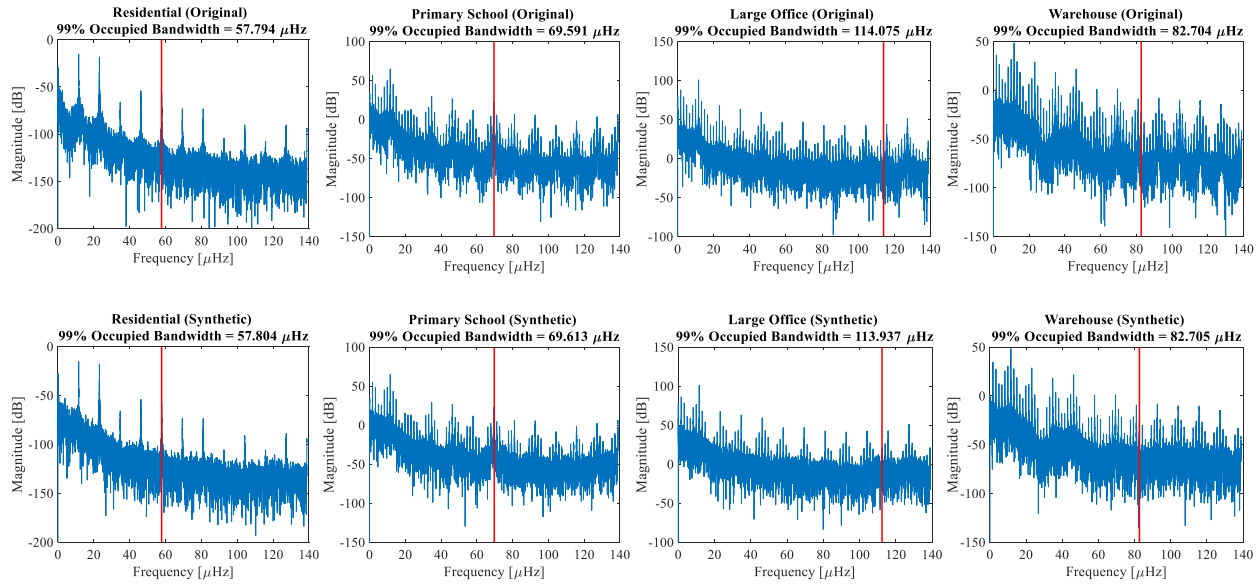 Residential (Original)
99% Occupied Bandwidth = 57.794 μHz
0
-50
-100
-150
-200
Magnitude [dB]
0 20 40 60 80 100 120 140
Frequency [μHz]
Primary School (Original)
99% Occupied Bandwidth = 69.591 μHz
100
50
0
-50
-100
-150
Magnitude [dB]
0 20 40 60 80 100 120 140
Frequency [μHz]
Large Office (Original)
99% Occupied Bandwidth = 114.075 μHz
150
100
50
0
-50
-100
Magnitude [dB]
0 20 40 60 80 100 120 140
Frequency [μHz]
Warehouse (Original)
99% Occupied Bandwidth = 82.704 μHz
50
0
-50
-100
-150
Magnitude [dB]
0 20 40 60 80 100 120 140
Frequency [μHz]
Residential (Synthetic)
99% Occupied Bandwidth = 57.804 μHz
0
-50
-100
-150
-200
Magnitude [dB]
0 20 40 60 80 100 120 140
Frequency [μHz]
Primary School (Synthetic)
99% Occupied Bandwidth = 69.613 μHz
100
50
0
-50
-100
-150
Magnitude [dB]
0 20 40 60 80 100 120 140
Frequency [μHz]
Large Office (Synthetic)
99% Occupied Bandwidth = 113.937 μHz
150
100
50
0
-50
-100
Magnitude [dB]
0 20 40 60 80 100 120 140
Frequency [μHz]
Warehouse (Synthetic)
99% Occupied Bandwidth = 82.705 μHz
50
0
-50
-100
-150
Magnitude [dB]
0 20 40 60 80 100 120 140
Frequency [μHz]